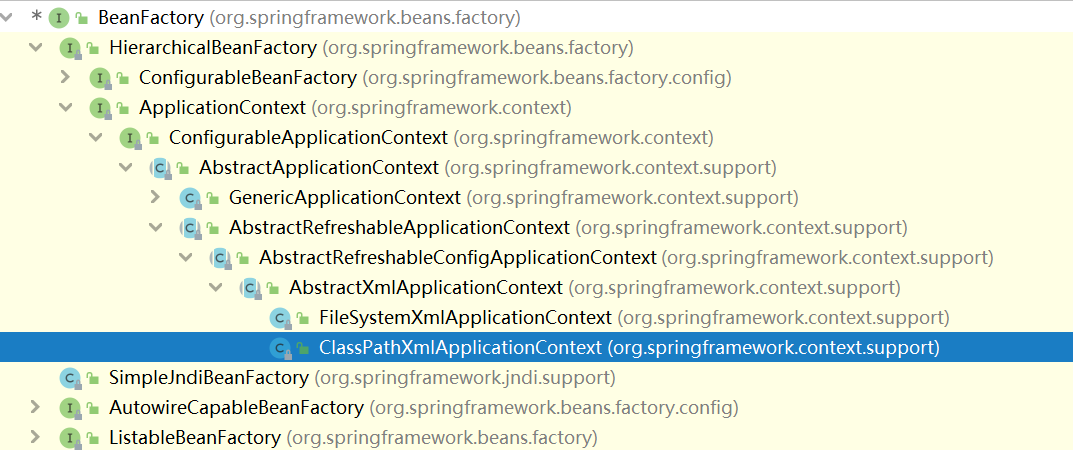 * BeanFactory (org.springframework.beans.factory)
HierarchicalBeanFactory (org.springframework.beans.factory)
ConfigurableBeanFactory (org.springframework.beans.factory.config)
ApplicationContext (org.springframework.context)
ConfigurableApplicationContext (org.springframework.context)
AbstractApplicationContext (org.springframework.context.support)
GenericApplicationContext (org.springframework.context.support)
AbstractRefreshableApplicationContext (org.springframework.context.support)
AbstractRefreshableConfigApplicationContext (org.springframework.context.support)
AbstractXmlApplicationContext (org.springframework.context.support)
FileSystemXmlApplicationContext (org.springframework.context.support)
ClassPathXmlApplicationContext (org.springframework.context.support)
SimpleJndiBeanFactory (org.springframework.jndi.support)
AutowireCapableBeanFactory (org.springframework.beans.factory.config)
ListableBeanFactory (org.springframework.beans.factory)